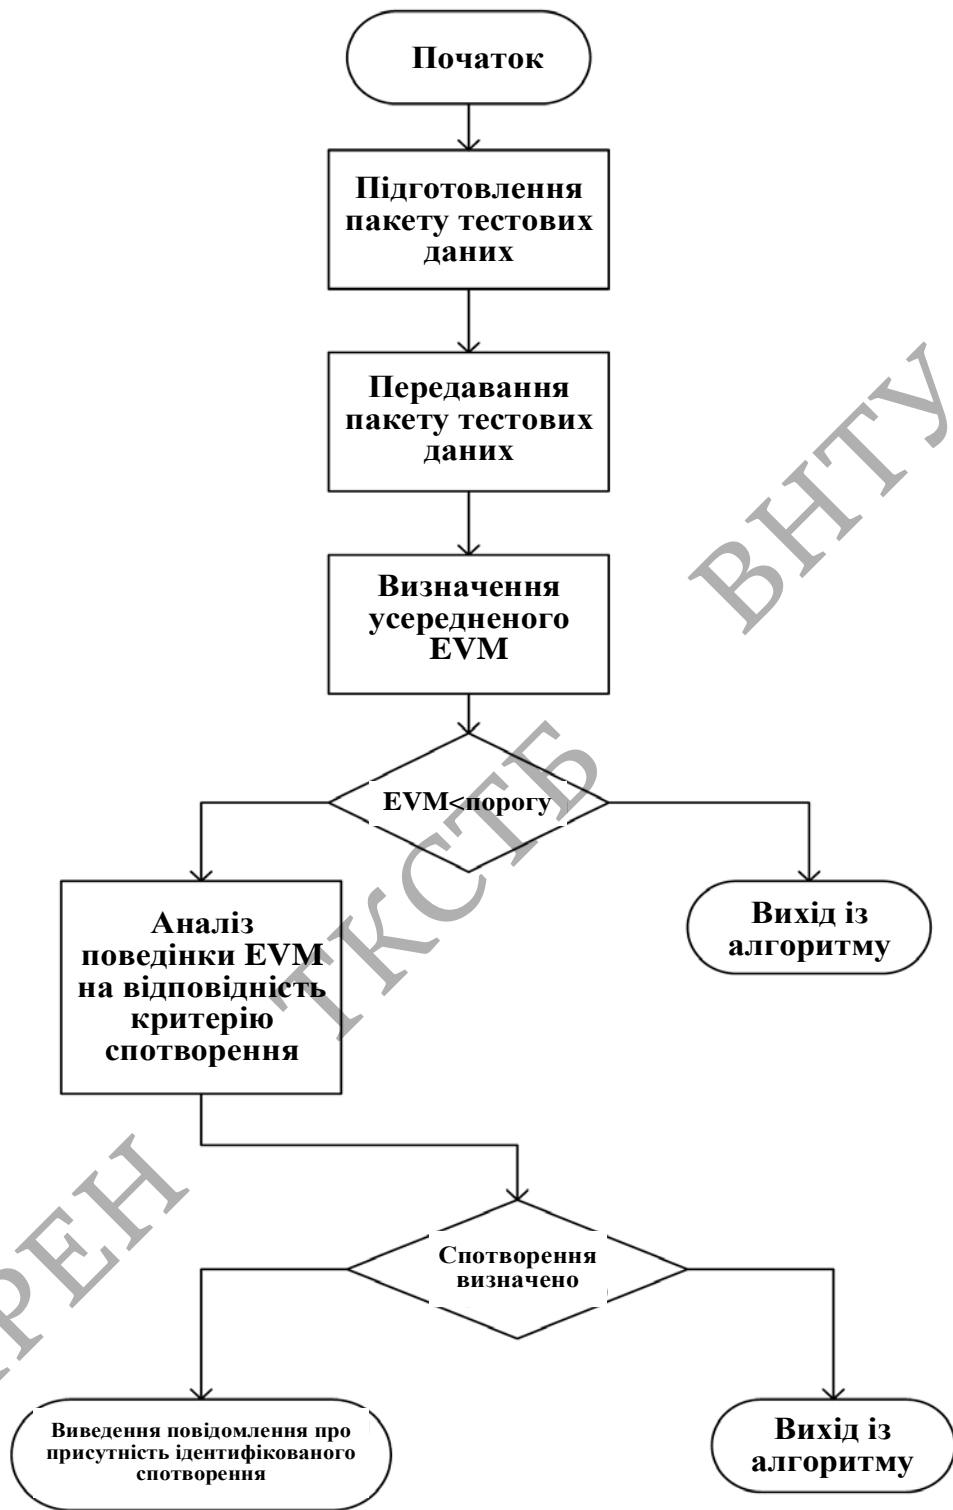 Початок
Підготовлення
пакету тестових
даних
Передавання
пакету тестових
даних
ВНТУ
Визначення
усередненого
EVM
EVM<порогу
ТКСТБ
Аналіз
поведінки EVM
на відповідність
критерію
спотворення
Вихід із
алгоритму
Спотворення
визначено
РЕН
Виведення повідомлення про
присутність ідентифікованого
спотворення
Вихід із
алгоритму